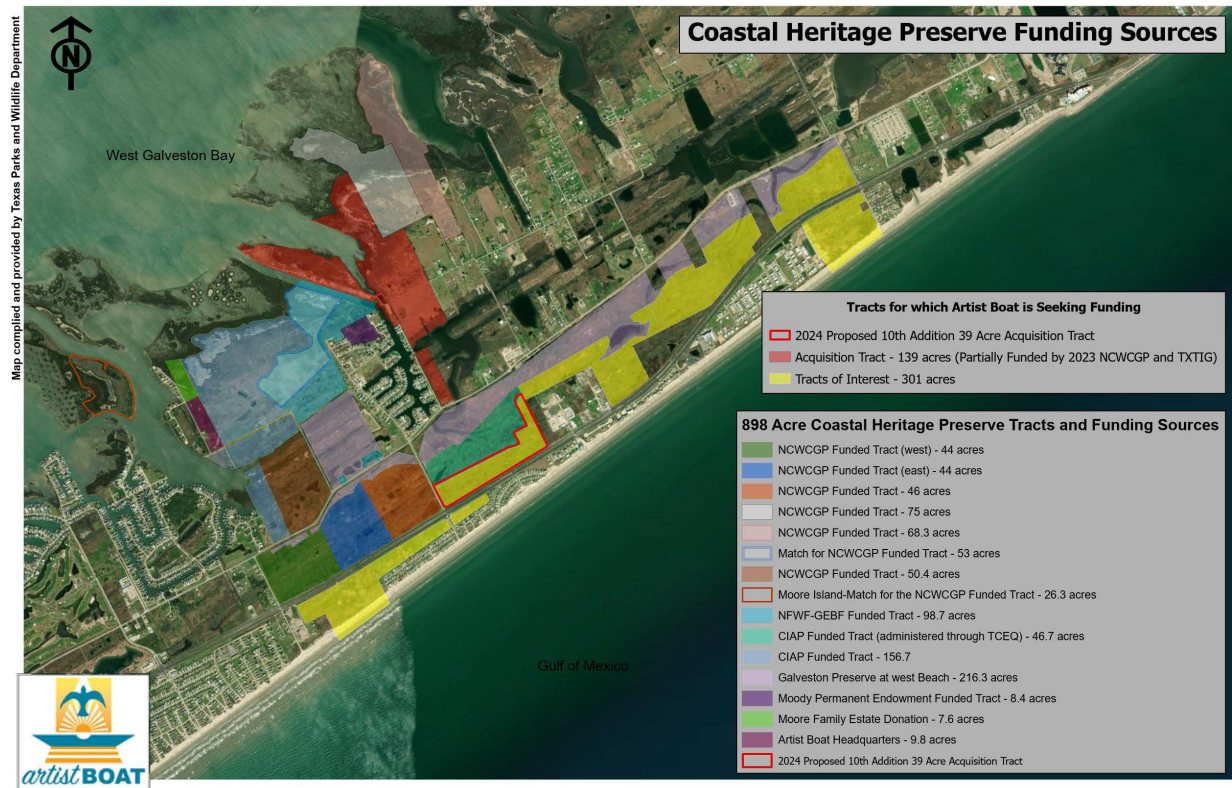 Coastal Heritage Preserve Funding Sources
Map complied and provided by Texas Parks and Wildlife Department
N
West Galveston Bay
Tracts for which Artist Boat is Seeking Funding
2024 Proposed 10th Addition 39 Acre Acquisition Tract
Acquisition Tract - 139 acres (Partially Funded by 2023 NCWCGP and TXTIG)
Tracts of Interest - 301 acres
898 Acre Coastal Heritage Preserve Tracts and Funding Sources
NCWCGP Funded Tract (west) - 44 acres
NCWCGP Funded Tract (east) - 44 acres
NCWCGP Funded Tract - 46 acres
NCWCGP Funded Tract - 75 acres
NCWCGP Funded Tract - 68.3 acres
Match for NCWCGP Funded Tract - 53 acres
NCWCGP Funded Tract - 50.4 acres
Moore Island-Match for the NCWCGP Funded Tract - 26.3 acres
NFWF-GEBF Funded Tract - 98.7 acres
CIAP Funded Tract (administered through TCEQ) - 46.7 acres
CIAP Funded Tract - 156.7
Galveston Preserve at west Beach - 216.3 acres
Moody Permanent Endowment Funded Tract - 8.4 acres
Moore Family Estate Donation - 7.6 acres
Artist Boat Headquarters - 9.8 acres
2024 Proposed 10th Addition 39 Acre Acquisition Tract
Gulf of Mexico
artist BOAT